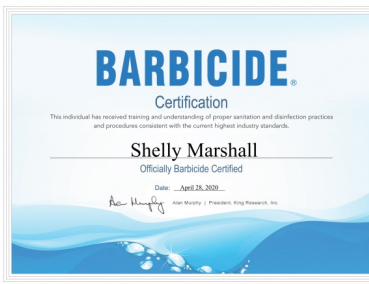 BARBICIDE®
Certification
This individual has received training and understanding of proper sanitation and disinfection practices
and procedures consistent with the current highest industry standards.
Shelly Marshall
Officially Barbicide Certified
Date: April 28, 2020
Alan Murphy Alan Murphy | President, King Research, Inc.